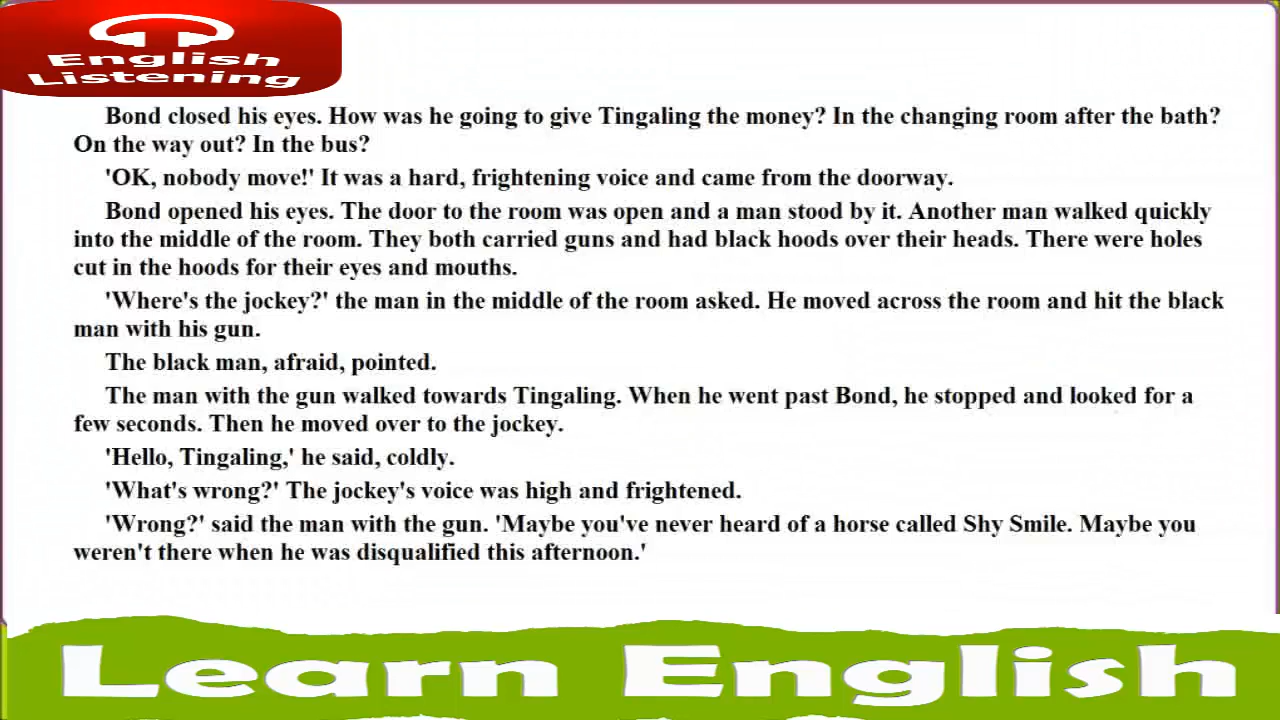 English
Listening
Bond closed his eyes. How was he going to give Tingaling the money? In the changing room after the bath?
On the way out? In the bus?
'OK, nobody move!' It was a hard, frightening voice and came from the doorway.
Bond opened his eyes. The door to the room was open and a man stood by it. Another man walked quickly
into the middle of the room. They both carried guns and had black hoods over their heads. There were holes
cut in the hoods for their eyes and mouths.
'Where's the jockey?' the man in the middle of the room asked. He moved across the room and hit the black
man with his gun.
The black man, afraid, pointed.
The man with the gun walked towards Tingaling. When he went past Bond, he stopped and looked for a
few seconds. Then he moved over to the jockey.
'Hello, Tingaling,' he said, coldly.
'What's wrong?' The jockey's voice was high and frightened.
'Wrong?' said the man with the gun. 'Maybe you've never heard of a horse called Shy Smile. Maybe you
weren't there when he was disqualified this afternoon.'
Learn English